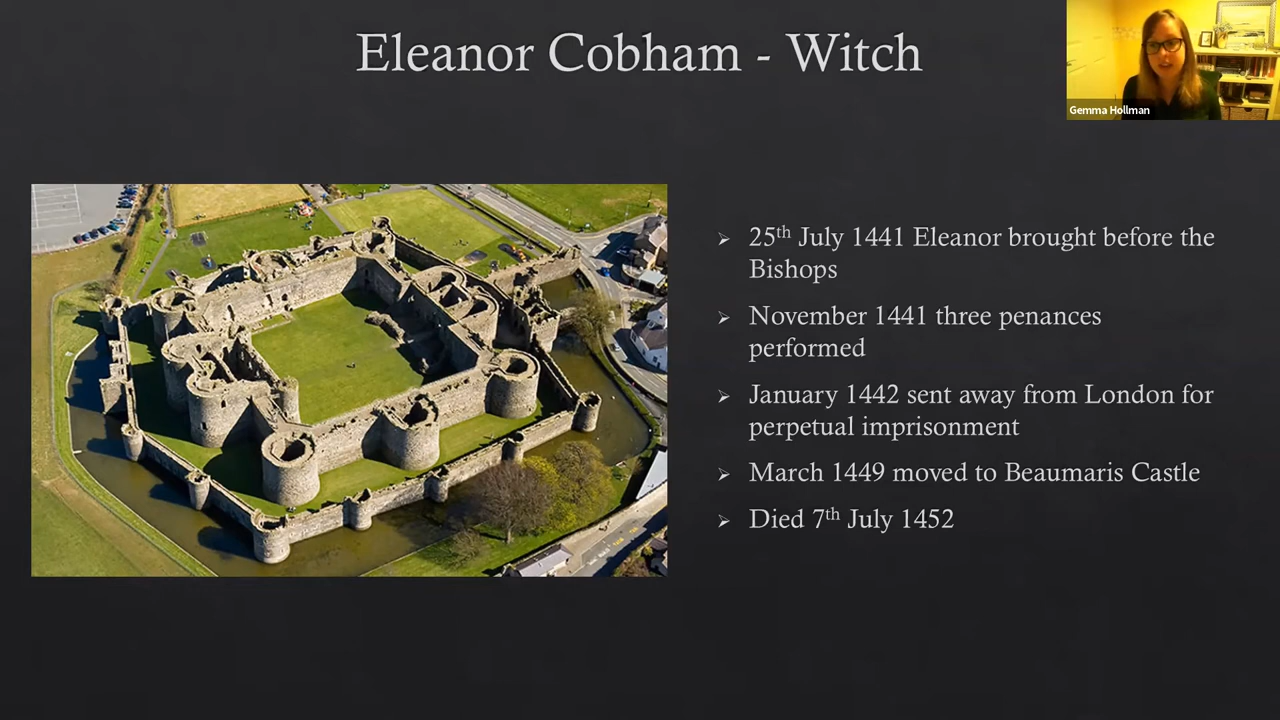 Eleanor Cobham - Witch
Gemma Hollman
25th July 1441 Eleanor brought before the
Bishops
November 1441 three penances
performed
January 1442 sent away from London for
perpetual imprisonment
March 1449 moved to Beaumaris Castle
Died 7th July 1452